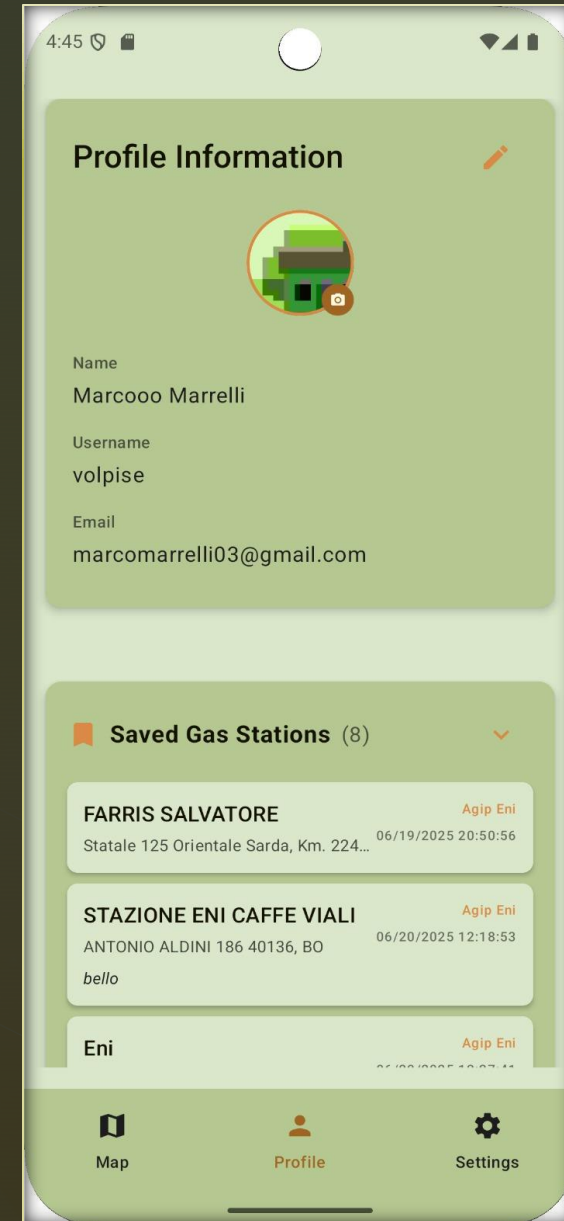 4:45
Profile Information
Name
Marcooo Marrelli
Username
volpise
Email
marcomarrelli03@gmail.com
Saved Gas Stations (8)
FARRIS SALVATORE
Agip Eni
Statale 125 Orientale Sarda, Km. 224...
06/19/2025 20:50:56
STAZIONE ENI CAFFE VIALI
Agip Eni
ANTONIO ALDINI 186 40136, BO
06/20/2025 12:18:53
bello
Eni
Agip Eni
Map
Profile
Settings